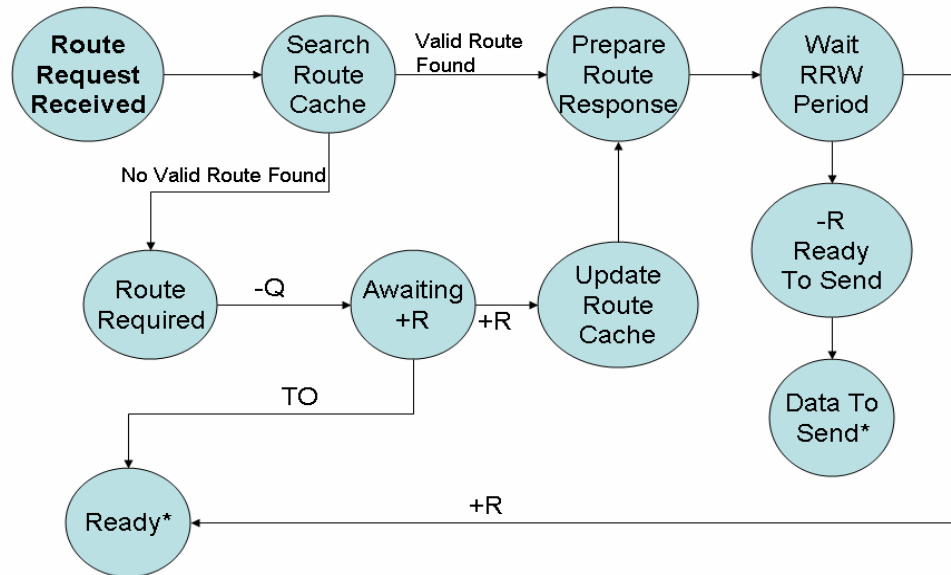 Route
Request
Received
Search
Route
Cache
Valid Route
Found
Prepare
Route
Response
Wait
RRW
Period
No Valid Route Found
-R
Ready
To Send
Route
Required
-Q
Awaiting
+R
+R
Update
Route
Cache
TO
Data To
Send*
Ready*
+R